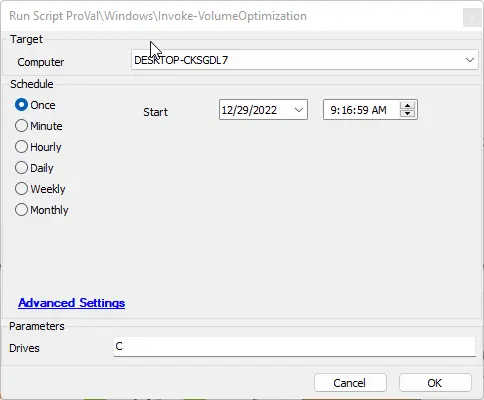 Run Script ProVal\Windows\Invoke-VolumeOptimization
Target
Computer DESKTOP-CKSGDL7
Schedule
Once Start 12/29/2022 9:16:59 AM
Minute
Hourly
Daily
Weekly
Monthly
Advanced Settings
Parameters
Drives C
Cancel OK